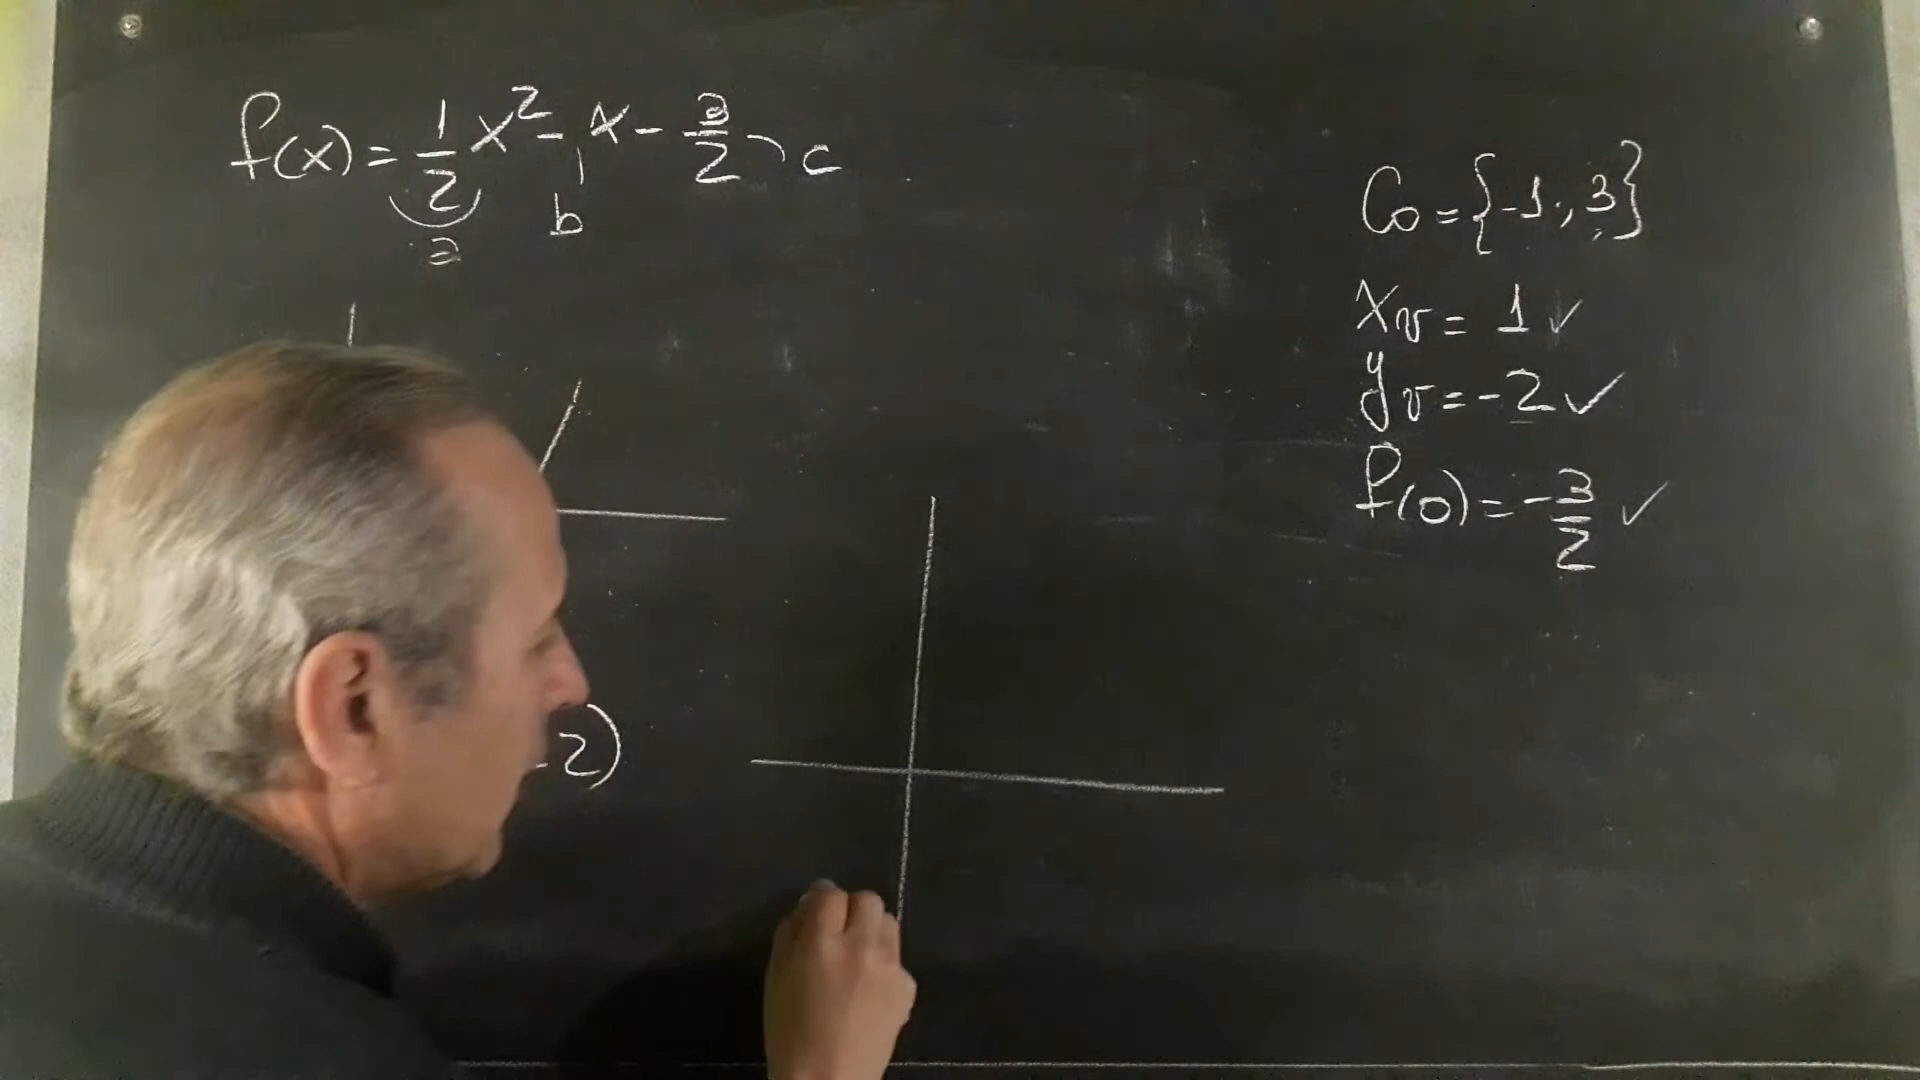 f(x) = 1/2 x² - x - 3/2 c
a b
C₀ = {-1, 3}
Xv = 1 ✓
yv = -2 ✓
f(0) = -3/2 ✓
-2)